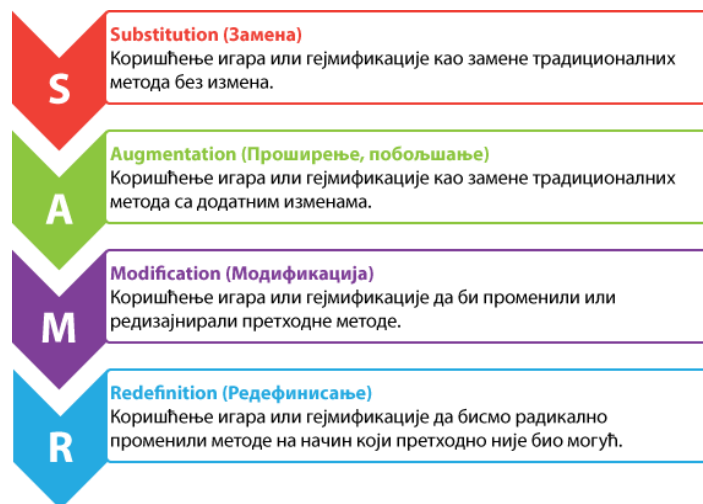 S
Substitution (Замена)
Коришћење игара или гејмификације као замене традиционалних
метода без измена.
A
Augmentation (Проширење, побољшање)
Коришћење игара или гејмификације као замене традиционалних
метода са додатним изменама.
M
Modification (Модификација)
Коришћење игара или гејмификације да би променили или
редизајнирали претходне методе.
R
Redefinition (Редефинисање)
Коришћење игара или гејмификације да бисмо радикално
променили методе на начин који претходно није био могућ.